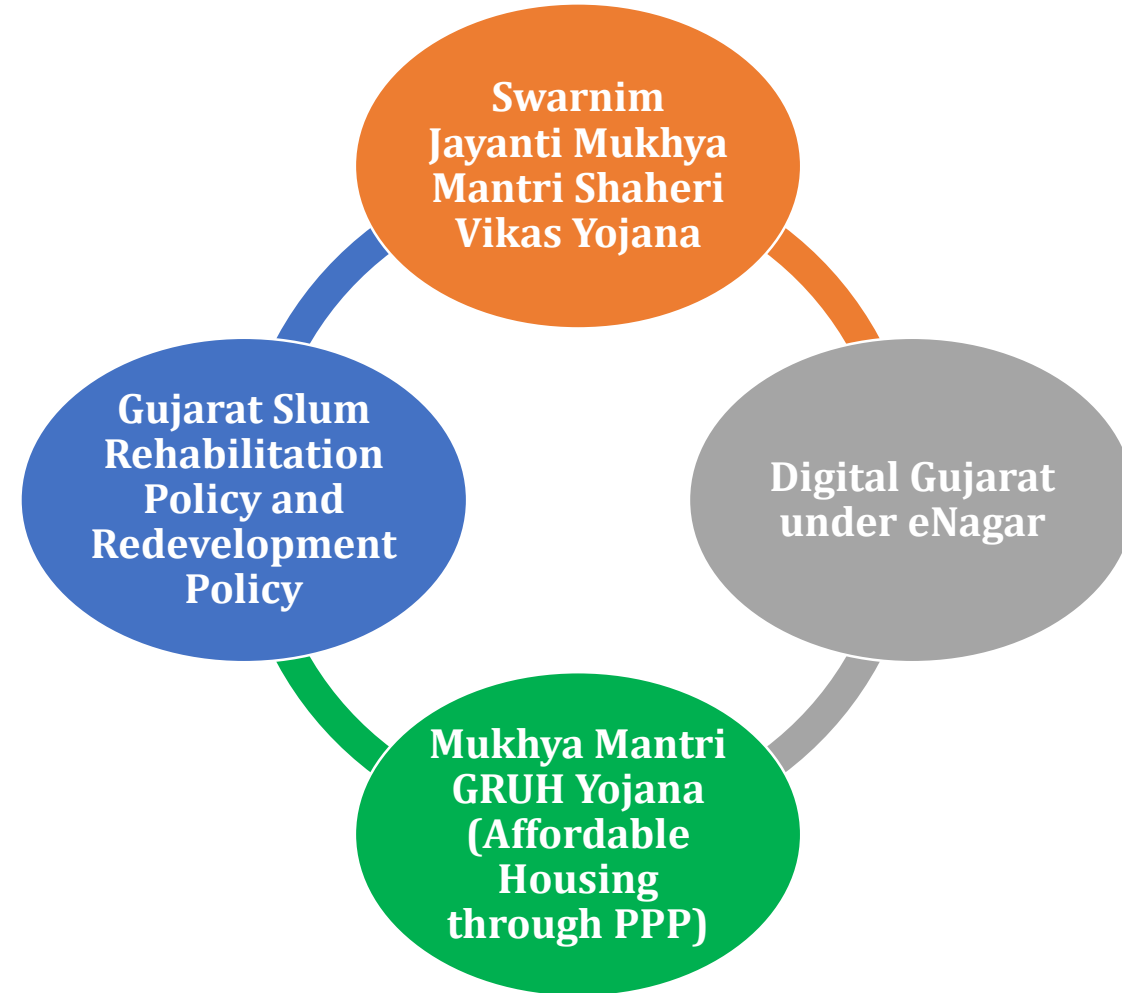 Swarnim
Jayanti Mukhya
Mantri Shaheri
Vikas Yojana
Digital Gujarat
under eNagar
Mukhya Mantri
GRUH Yojana
(Affordable
Housing
through PPP)
Gujarat Slum
Rehabilitation
Policy and
Redevelopment
Policy